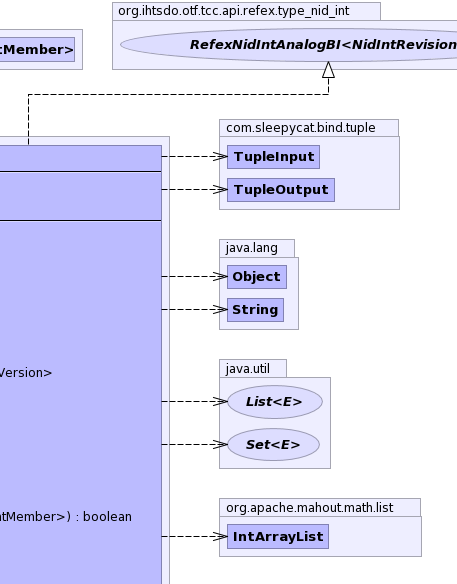 org.ihtsdo.otf.tcc.api.refex.type_nid_int
tMember>
RefexNidIntAnalogBI<NidIntRevision
com.sleepycat.bind.tuple
TupleInput
TupleOutput
java.lang
Object
String
java.util
Version>
List<E>
Set<E>
org.apache.mahout.math.list
ntMember>) : boolean
IntArrayList